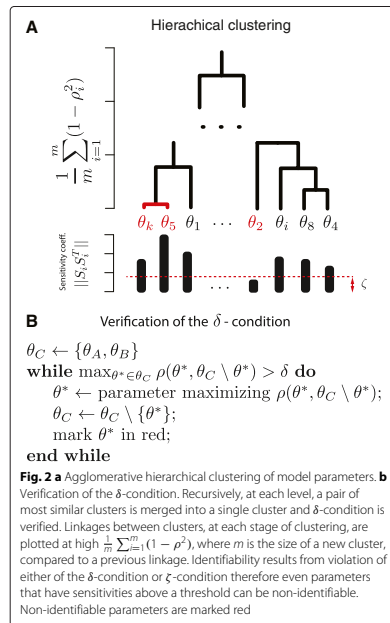 A
Hierachical clustering
$\frac{1}{m}\sum_{i=1}^{m}(1-\rho_i^2)$
. . .
θ_k θ_5 θ_1 ... θ_2 θ_i θ_8 θ_4
Sensitivity coeff.
$||S_i S_i^T||$
...
ζ
B
Verification of the δ - condition
θ_C ← {θ_A, θ_B}
while max_{θ*∈θ_C} ρ(θ*, θ_C \ θ*) > δ do
θ* ← parameter maximizing ρ(θ*, θ_C \ θ*);
θ_C ← θ_C \ {θ*};
mark θ* in red;
end while
Fig. 2 a Agglomerative hierarchical clustering of model parameters. b
Verification of the δ-condition. Recursively, at each level, a pair of
most similar clusters is merged into a single cluster and δ-condition is
verified. Linkages between clusters, at each stage of clustering, are
plotted at high $\frac{1}{m}\sum_{i=1}^{m}(1-\rho^2)$, where m is the size of a new cluster,
compared to a previous linkage. Identifiability results from violation of
either of the δ-condition or ζ-condition therefore even parameters
that have sensitivities above a threshold can be non-identifiable.
Non-identifiable parameters are marked red